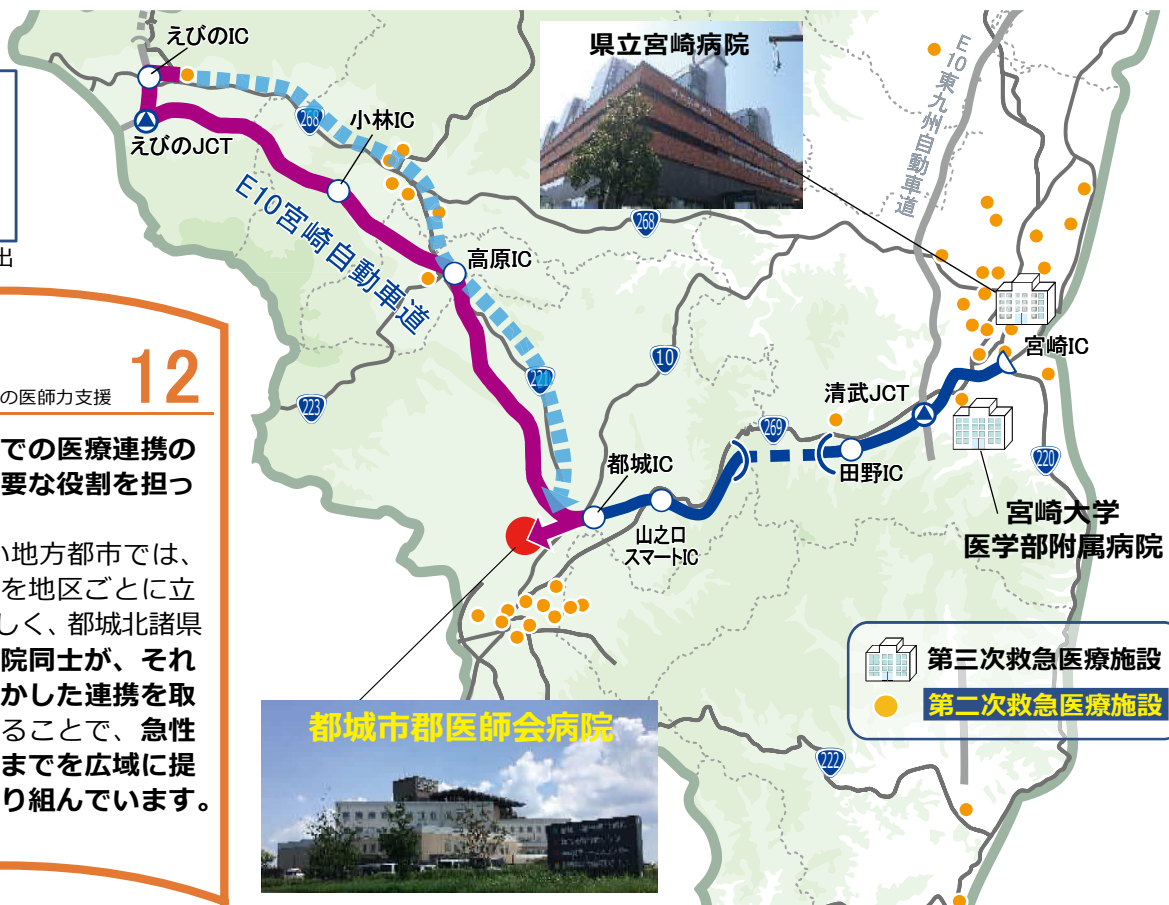 えびのIC
県立宮崎病院
E10東九州自動車道
268
小林IC
えびのJCT
出
E10宮崎自動車道
268
高原IC
の医師力支援 12
宮崎IC
10
221
清武JCT
223
での医療連携の
要な役割を担っ
269
都城IC
田野IC
220
宮崎大学
医学部附属病院
山之口
スマートIC
い地方都市では、
を地区ごとに立
しく、都城北諸県
院同士が、それ
かした連携を取
ることで、急性
までを広域に提
り組んでいます。
第三次救急医療施設
第二次救急医療施設
都城市郡医師会病院
222